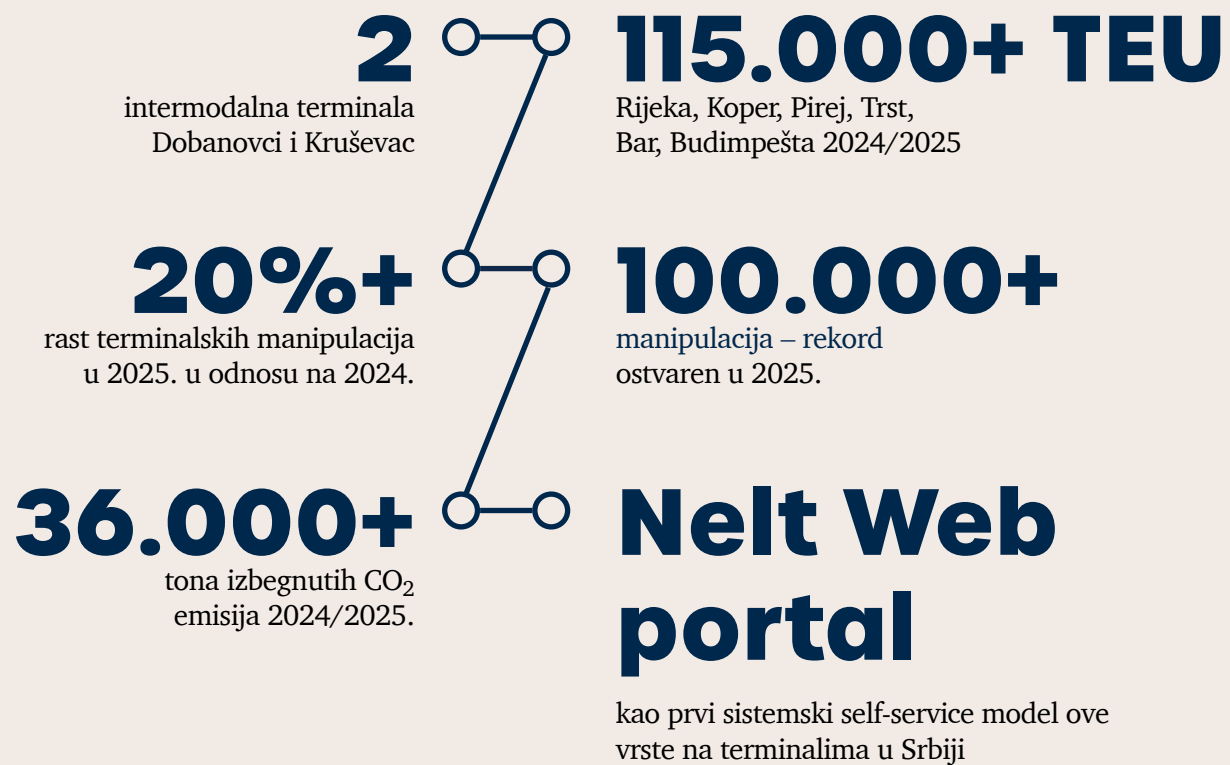 2
intermodalna terminala
Dobanovci i Kruševac
115.000+ TEU
Rijeka, Koper, Pirej, Trst,
Bar, Budimpešta 2024/2025
20%+
rast terminalskih manipulacija
u 2025. u odnosu na 2024.
100.000+
manipulacija – rekord
ostvaren u 2025.
36.000+
tona izbegnutih CO₂
emisija 2024/2025.
Nelt Web
portal
kao prvi sistemski self-service model ove
vrste na terminalima u Srbiji